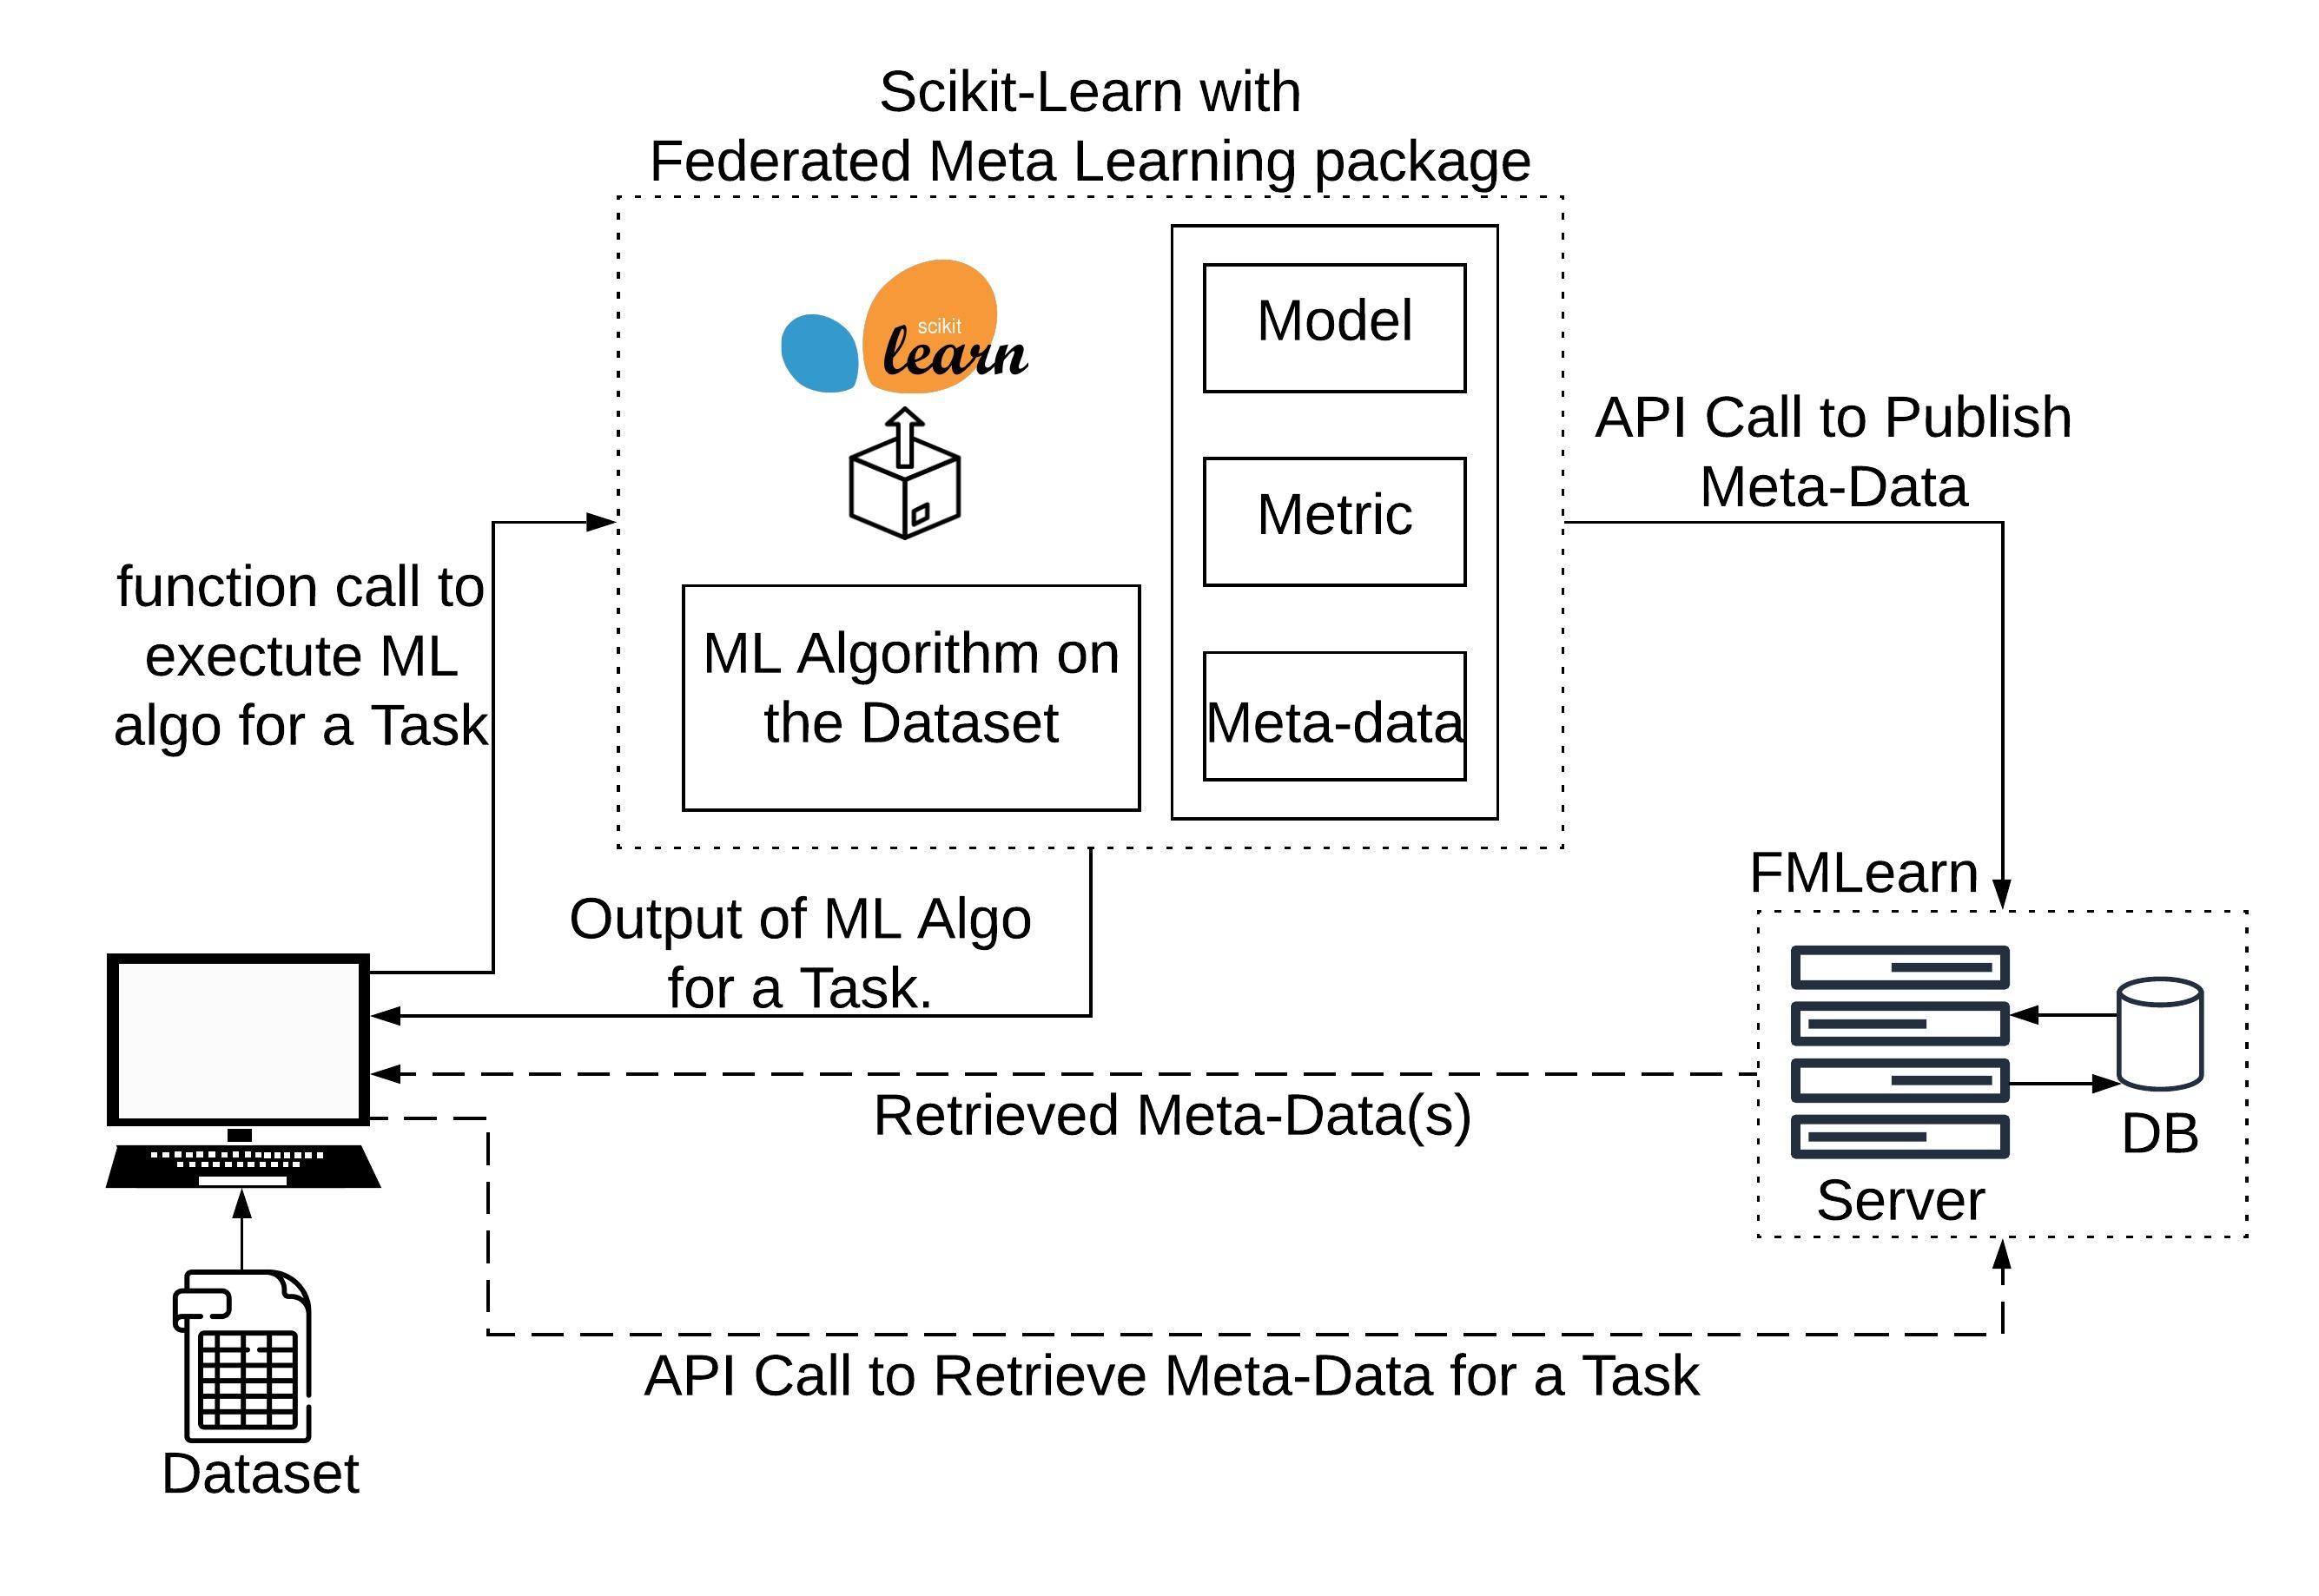 Scikit-Learn with
Federated Meta Learning package
scikit
learn
Model
Metric
Meta-data
ML Algorithm on
the Dataset
API Call to Publish
Meta-Data
function call to
exectute ML
algo for a Task
Output of ML Algo
for a Task.
FMLearn
DB
Server
Retrieved Meta-Data(s)
API Call to Retrieve Meta-Data for a Task
Dataset